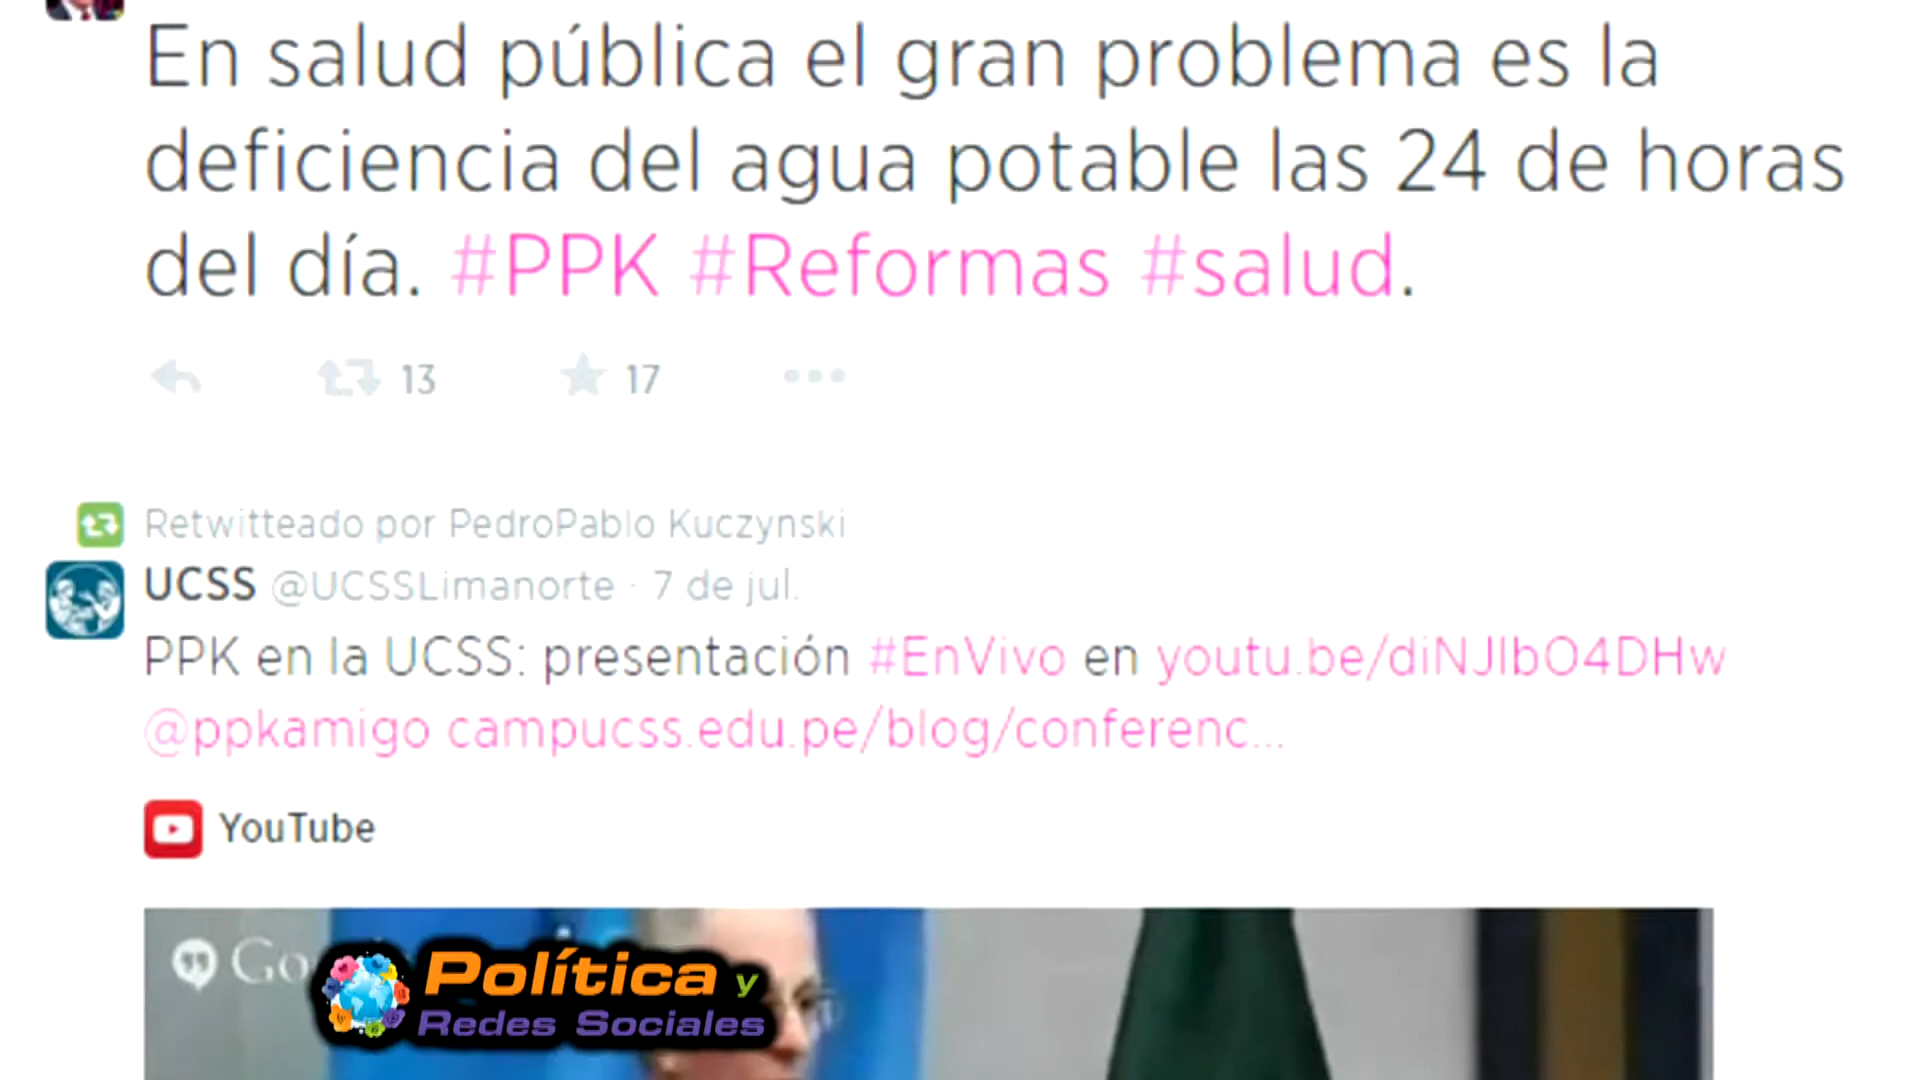 En salud pública el gran problema es la
deficiencia del agua potable las 24 de horas
del día. #PPK #Reformas #salud.
13 17
Retwitteado por PedroPablo Kuczynski
UCSS @UCSSLimanorte · 7 de jul.
PPK en la UCSS: presentación #EnVivo en youtu.be/diNJIbO4DHw
@ppkamigo campucss.edu.pe/blog/conferenc...
YouTube
Go
Política y
Redes Sociales